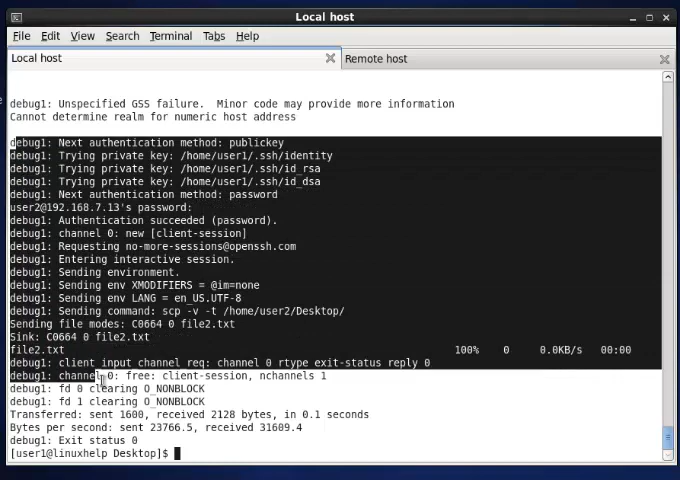 Local host
File Edit View Search Terminal Tabs Help
Local host Remote host
debug1: Unspecified GSS failure.  Minor code may provide more information
Cannot determine realm for numeric host address
debug1: Next authentication method: publickey
debug1: Trying private key: /home/user1/.ssh/identity
debug1: Trying private key: /home/user1/.ssh/id_rsa
debug1: Trying private key: /home/user1/.ssh/id_dsa
debug1: Next authentication method: password
user2@192.168.7.13's password:
debug1: Authentication succeeded (password).
debug1: channel 0: new [client-session]
debug1: Requesting no-more-sessions@openssh.com
debug1: Entering interactive session.
debug1: Sending environment.
debug1: Sending env XMODIFIERS = @im=none
debug1: Sending env LANG = en_US.UTF-8
debug1: Sending command: scp -v -t /home/user2/Desktop/
Sending file modes: C0664 0 file2.txt
Sink: C0664 0 file2.txt
file2.txt 100% 0 0.0KB/s 00:00
debug1: client_input_channel_req: channel 0 rtype exit-status reply 0
debug1: channel 0: free: client-session, nchannels 1
debug1: fd 0 clearing O_NONBLOCK
debug1: fd 1 clearing O_NONBLOCK
Transferred: sent 1600, received 2128 bytes, in 0.1 seconds
Bytes per second: sent 23766.5, received 31609.4
debug1: Exit status 0
[user1@linuxhelp Desktop]$